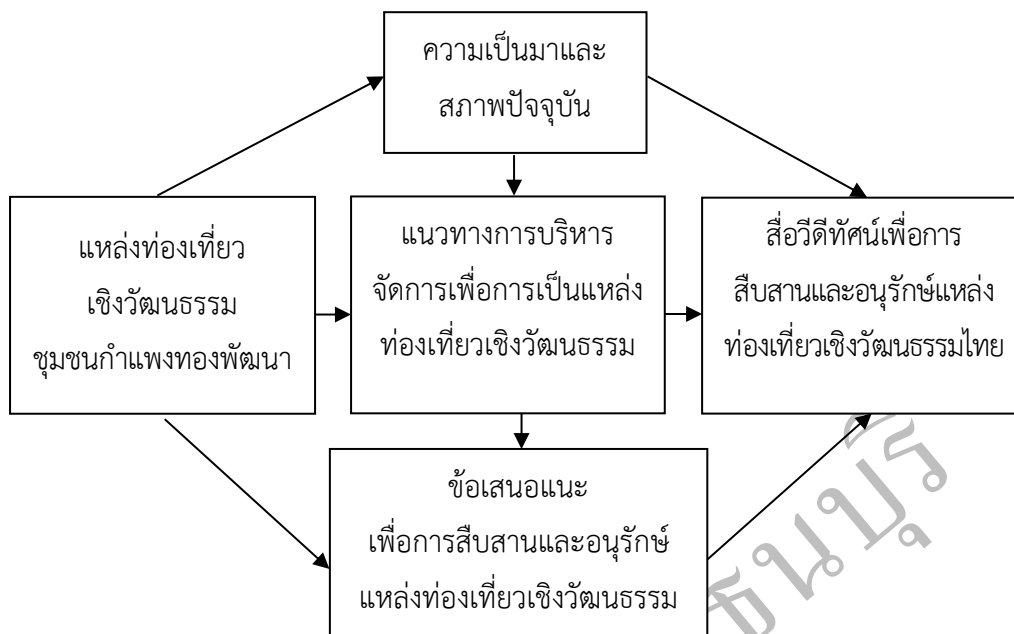 ความเป็นมาและ
สภาพปัจจุบัน
แหล่งท่องเที่ยว
เชิงวัฒนธรรม
ชุมชนกำแพงทองพัฒนา
แนวทางการบริหาร
จัดการเพื่อการเป็นแหล่ง
ท่องเที่ยวเชิงวัฒนธรรม
สื่อวีดีทัศน์เพื่อการ
สืบสานและอนุรักษ์แหล่ง
ท่องเที่ยวเชิงวัฒนธรรมไทย
ข้อเสนอแนะ
เพื่อการสืบสานและอนุรักษ์
แหล่งท่องเที่ยวเชิงวัฒนธรรม
ธนบุรี